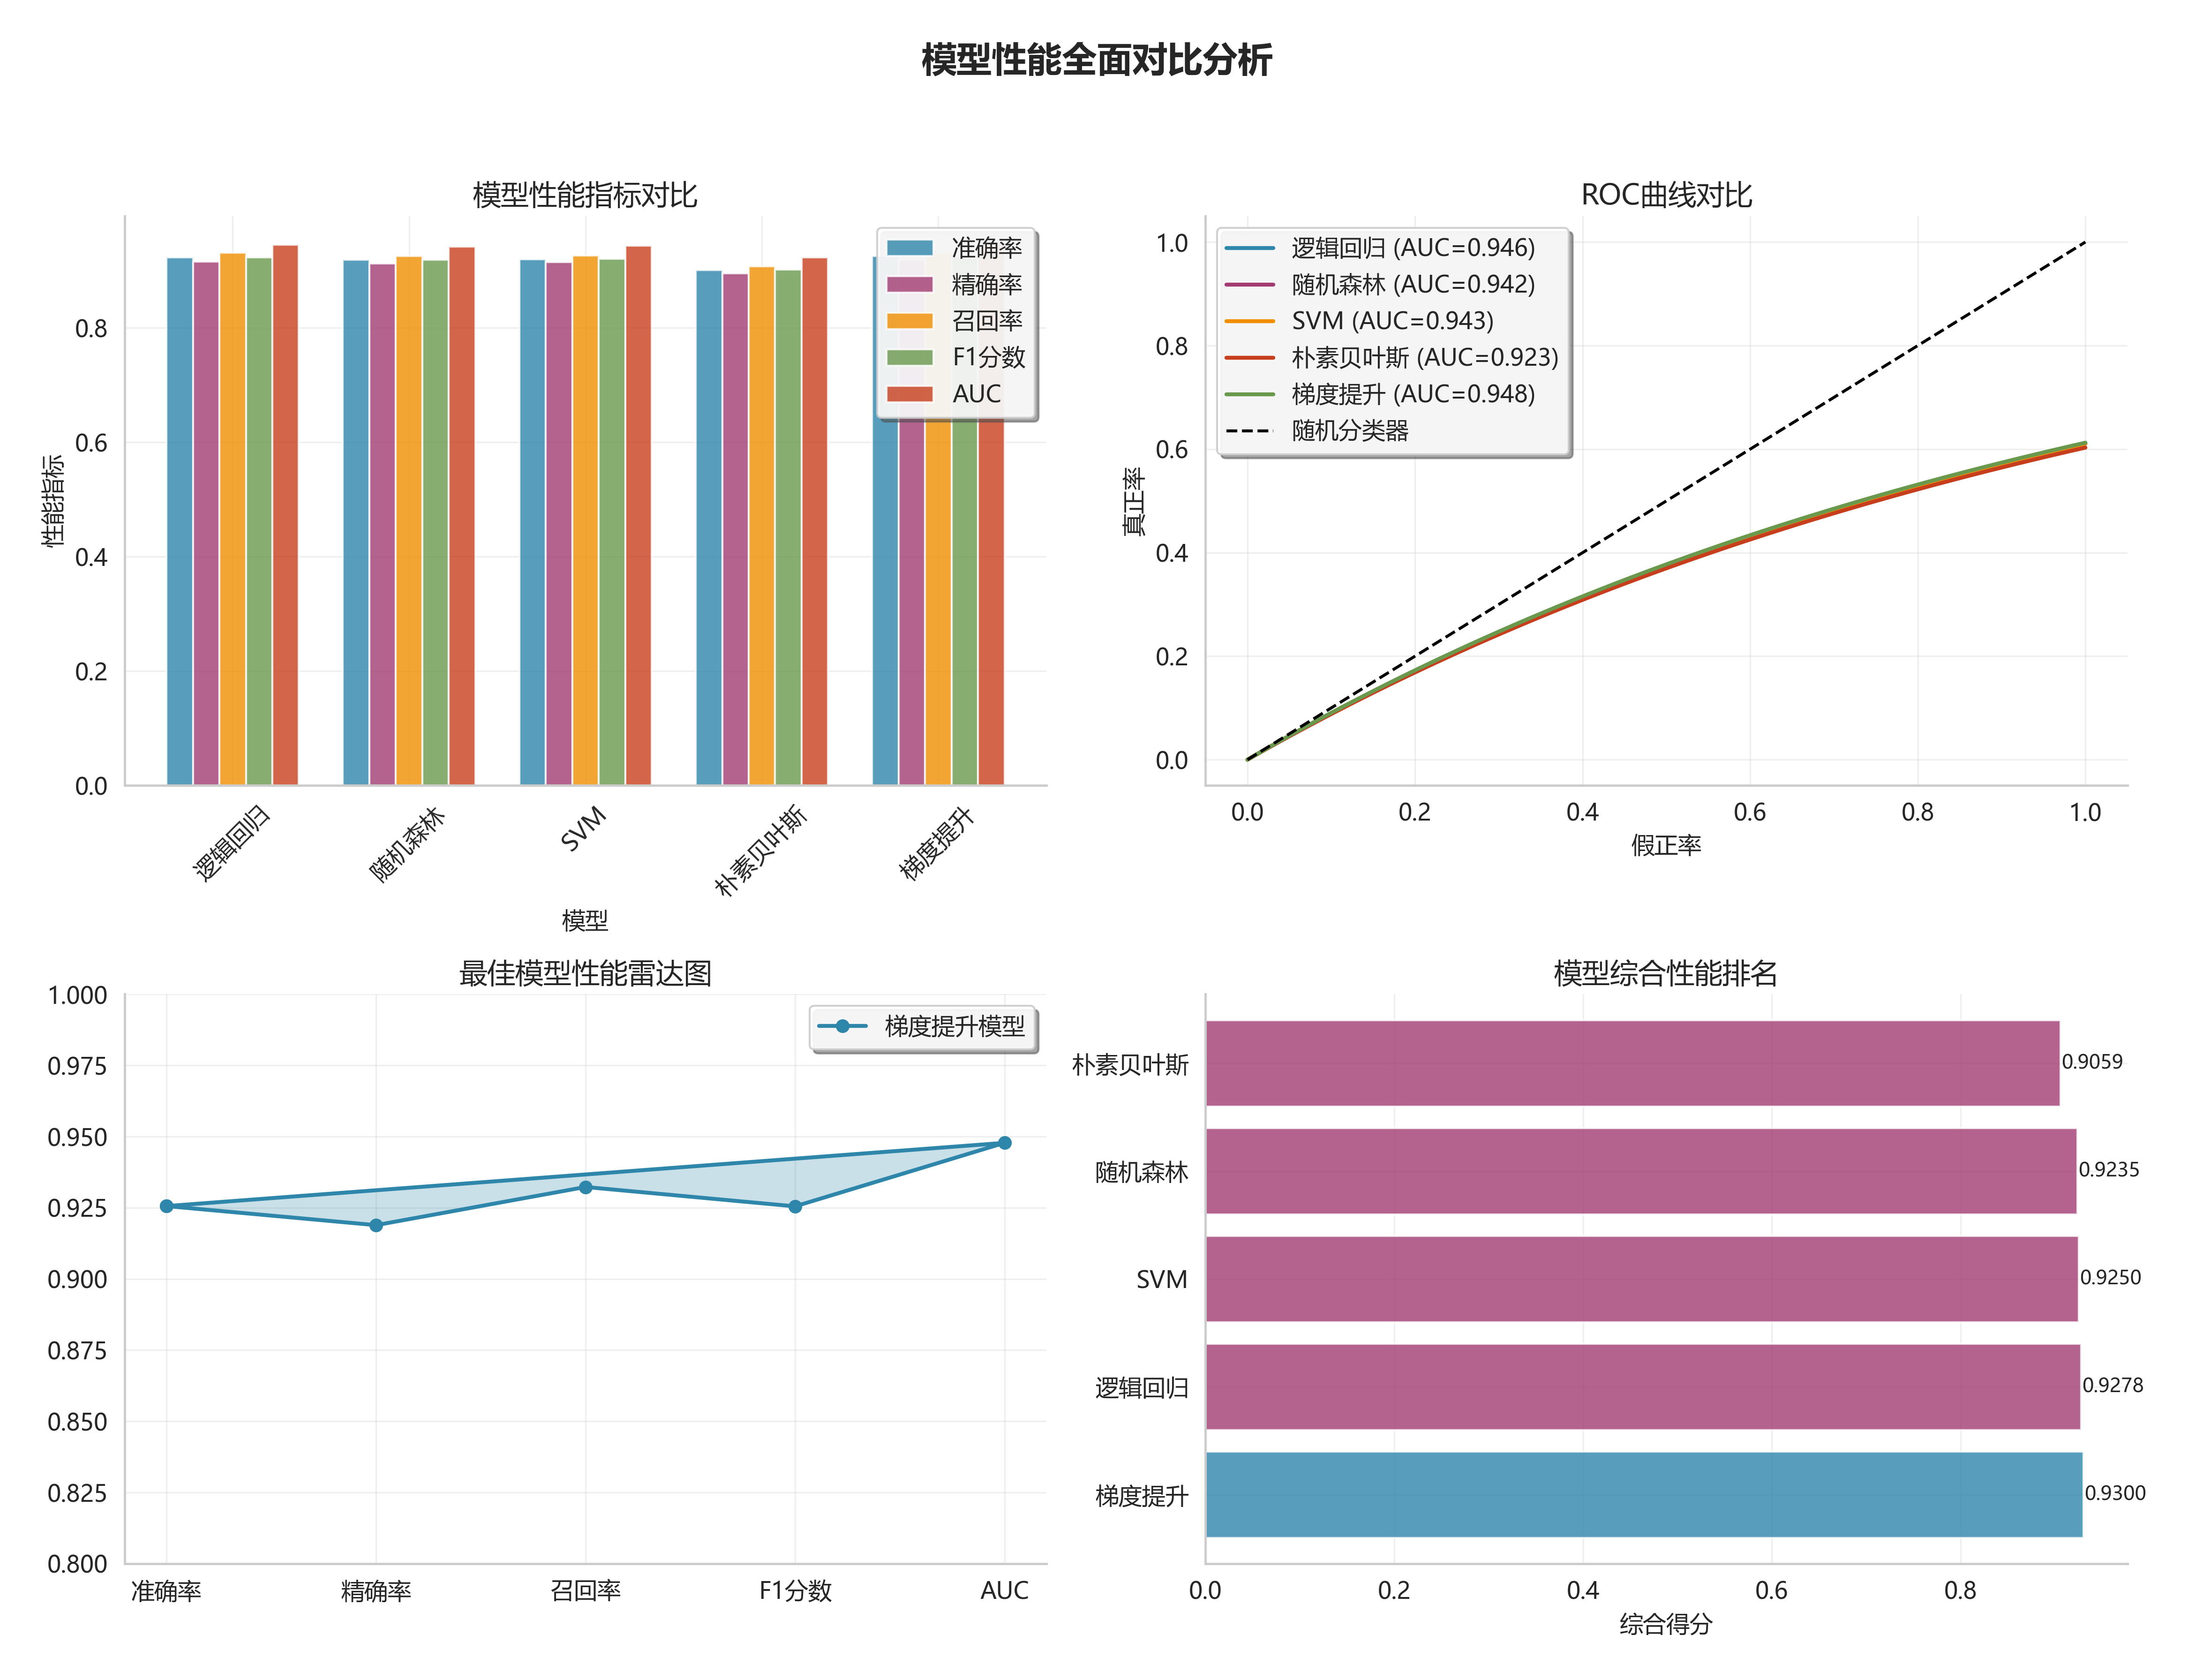 模型性能全面对比分析
模型性能指标对比
性能指标
0.8
0.6
0.4
0.2
0.0
准确率
精确率
召回率
F1分数
AUC
逻辑回归
随机森林
SVM
朴素贝叶斯
梯度提升
模型
ROC曲线对比
真正率
1.0
0.8
0.6
0.4
0.2
0.0
逻辑回归 (AUC=0.946)
随机森林 (AUC=0.942)
SVM (AUC=0.943)
朴素贝叶斯 (AUC=0.923)
梯度提升 (AUC=0.948)
随机分类器
0.0 0.2 0.4 0.6 0.8 1.0
假正率
最佳模型性能雷达图
1.000
0.975
0.950
0.925
0.900
0.875
0.850
0.825
0.800
梯度提升模型
准确率 精确率 召回率 F1分数 AUC
模型综合性能排名
朴素贝叶斯 0.9059
随机森林 0.9235
SVM 0.9250
逻辑回归 0.9278
梯度提升 0.9300
0.0 0.2 0.4 0.6 0.8
综合得分